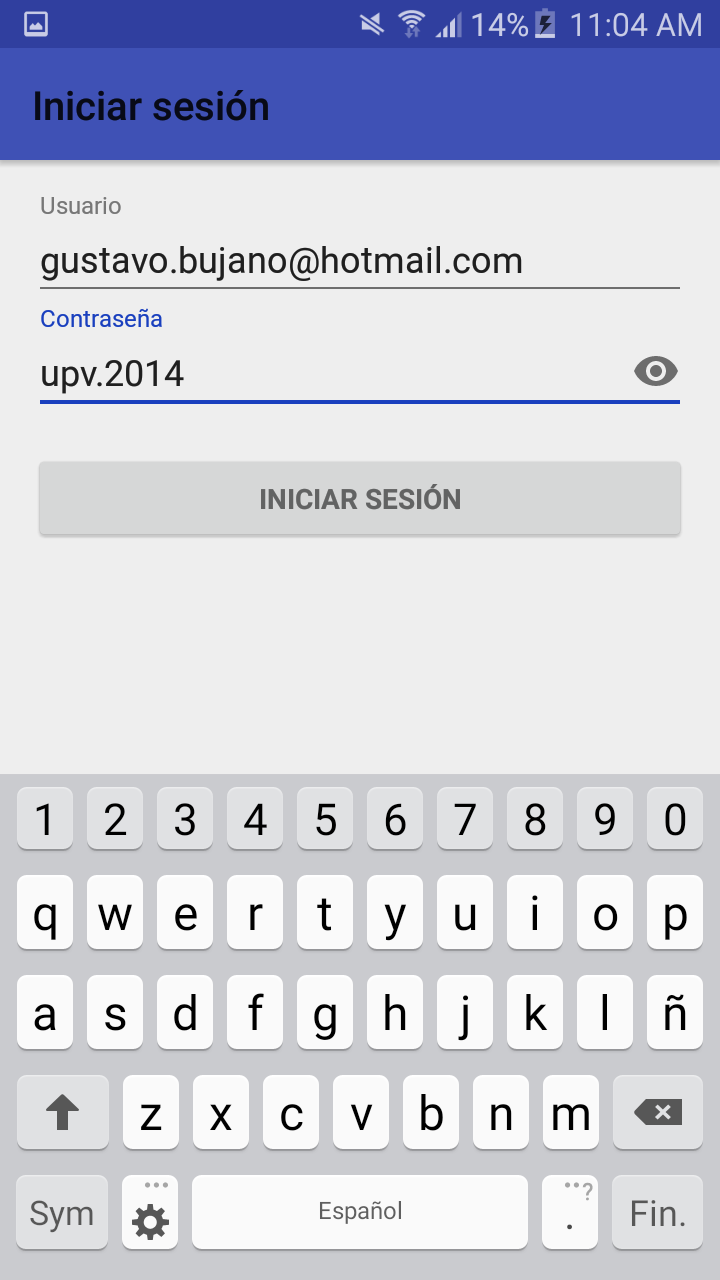 14% 11:04 AM
Iniciar sesión
Usuario
gustavo.bujano@hotmail.com
Contraseña
upv.2014
INICIAR SESIÓN
1 2 3 4 5 6 7 8 9 0
q w e r t y u i o p
a s d f g h j k l ñ
z x c v b n m
Sym Español . ? Fin.